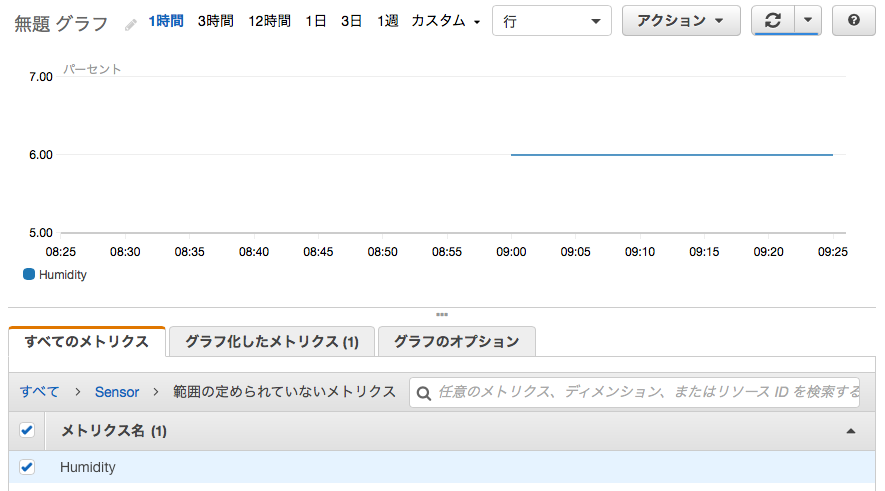 無題 グラフ 1時間 3時間 12時間 1日 3日 1週 カスタム 行 アクション
パーセント
7.00
6.00
5.00
08:25 08:30 08:35 08:40 08:45 08:50 08:55 09:00 09:05 09:10 09:15 09:20 09:25
Humidity
すべてのメトリクス グラフ化したメトリクス (1) グラフのオプション
すべて > Sensor > 範囲の定められていないメトリクス 任意のメトリクス、ディメンション、またはリソース ID を検索する
メトリクス名 (1)
Humidity